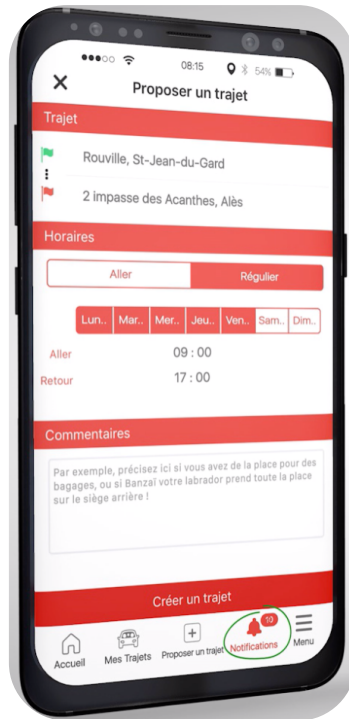 08:15 54%
Proposer un trajet
Trajet
Rouville, St-Jean-du-Gard
2 impasse des Acanthes, Alès
Horaires
Aller Régulier
Lun.. Mar.. Mer.. Jeu.. Ven.. Sam.. Dim..
Aller 09 : 00
Retour 17 : 00
Commentaires
Par exemple, précisez ici si vous avez de la place pour des
bagages, ou si Banzaï votre labrador prend toute la place
sur le siège arrière !
Créer un trajet
10
Accueil Mes Trajets Proposer un trajet Notifications Menu